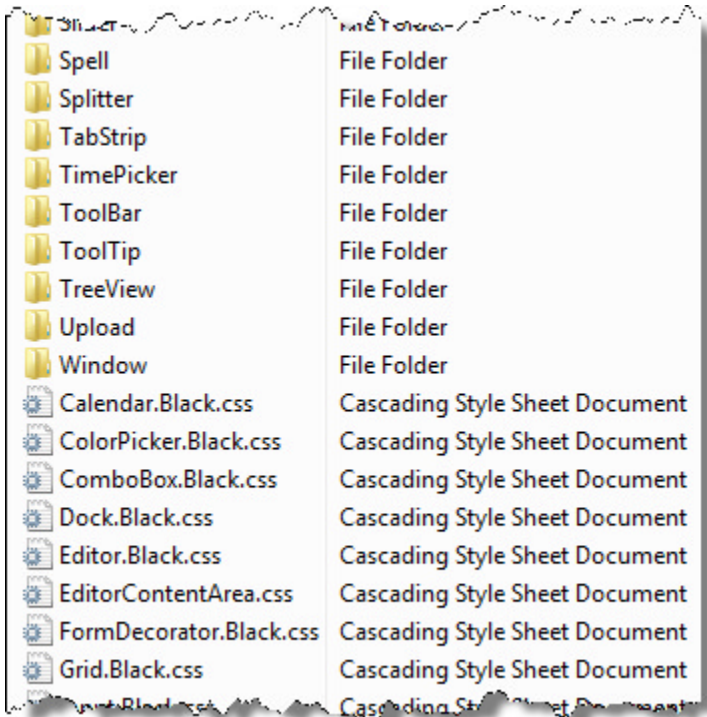 Spell File Folder
Splitter File Folder
TabStrip File Folder
TimePicker File Folder
ToolBar File Folder
ToolTip File Folder
TreeView File Folder
Upload File Folder
Window File Folder
Calendar.Black.css Cascading Style Sheet Document
ColorPicker.Black.css Cascading Style Sheet Document
ComboBox.Black.css Cascading Style Sheet Document
Dock.Black.css Cascading Style Sheet Document
Editor.Black.css Cascading Style Sheet Document
EditorContentArea.css Cascading Style Sheet Document
FormDecorator.Black.css Cascading Style Sheet Document
Grid.Black.css Cascading Style Sheet Document